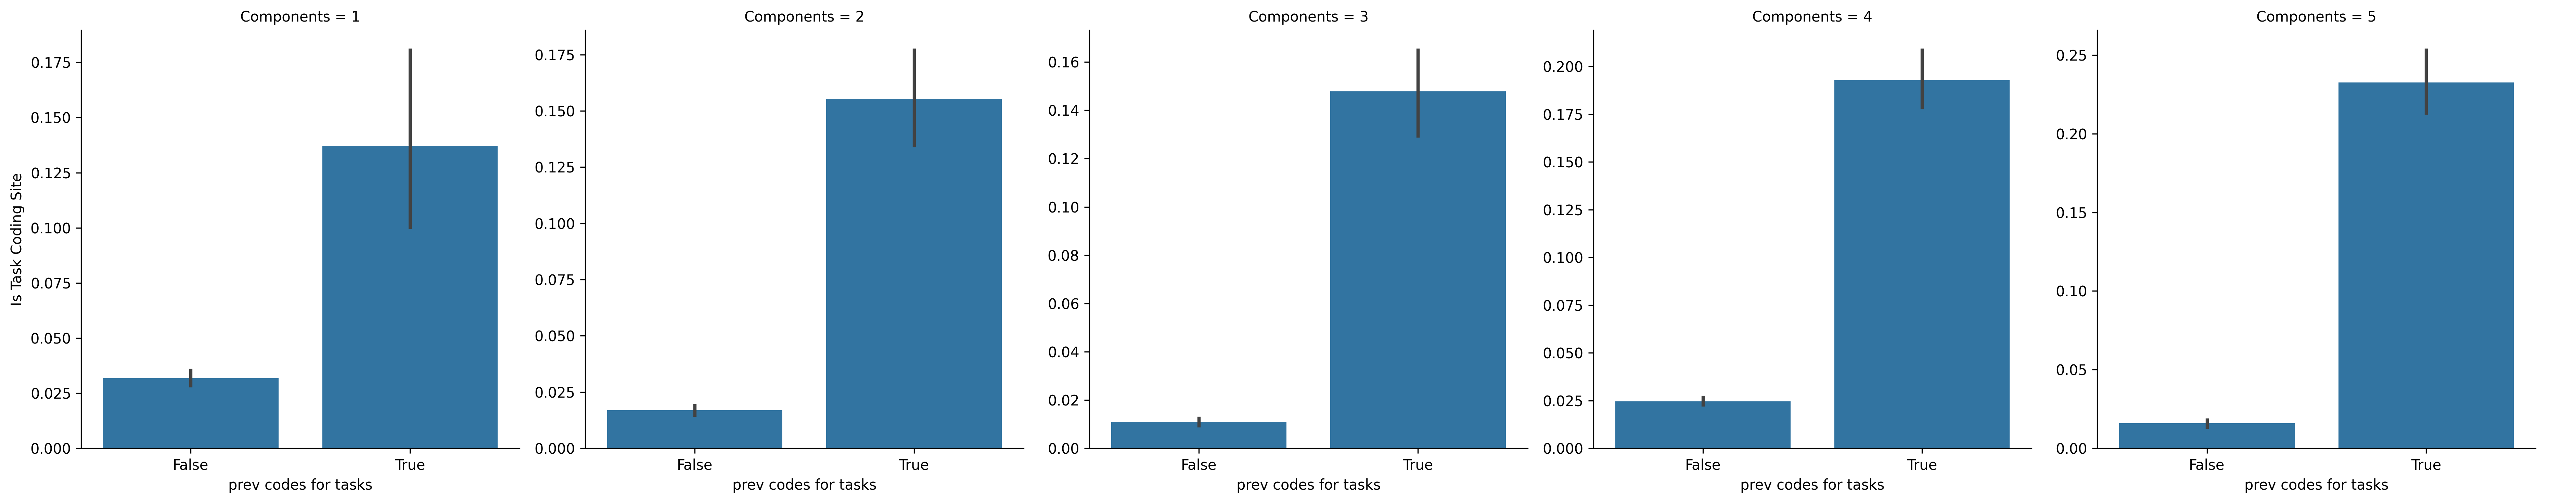 Components = 1
Components = 2
Components = 3
Components = 4
Components = 5
Is Task Coding Site
0.175
0.150
0.125
0.100
0.075
0.050
0.025
0.000
False
True
prev codes for tasks
0.175
0.150
0.125
0.100
0.075
0.050
0.025
0.000
False
True
prev codes for tasks
0.16
0.14
0.12
0.10
0.08
0.06
0.04
0.02
0.00
False
True
prev codes for tasks
0.200
0.175
0.150
0.125
0.100
0.075
0.050
0.025
0.000
False
True
prev codes for tasks
0.25
0.20
0.15
0.10
0.05
0.00
False
True
prev codes for tasks